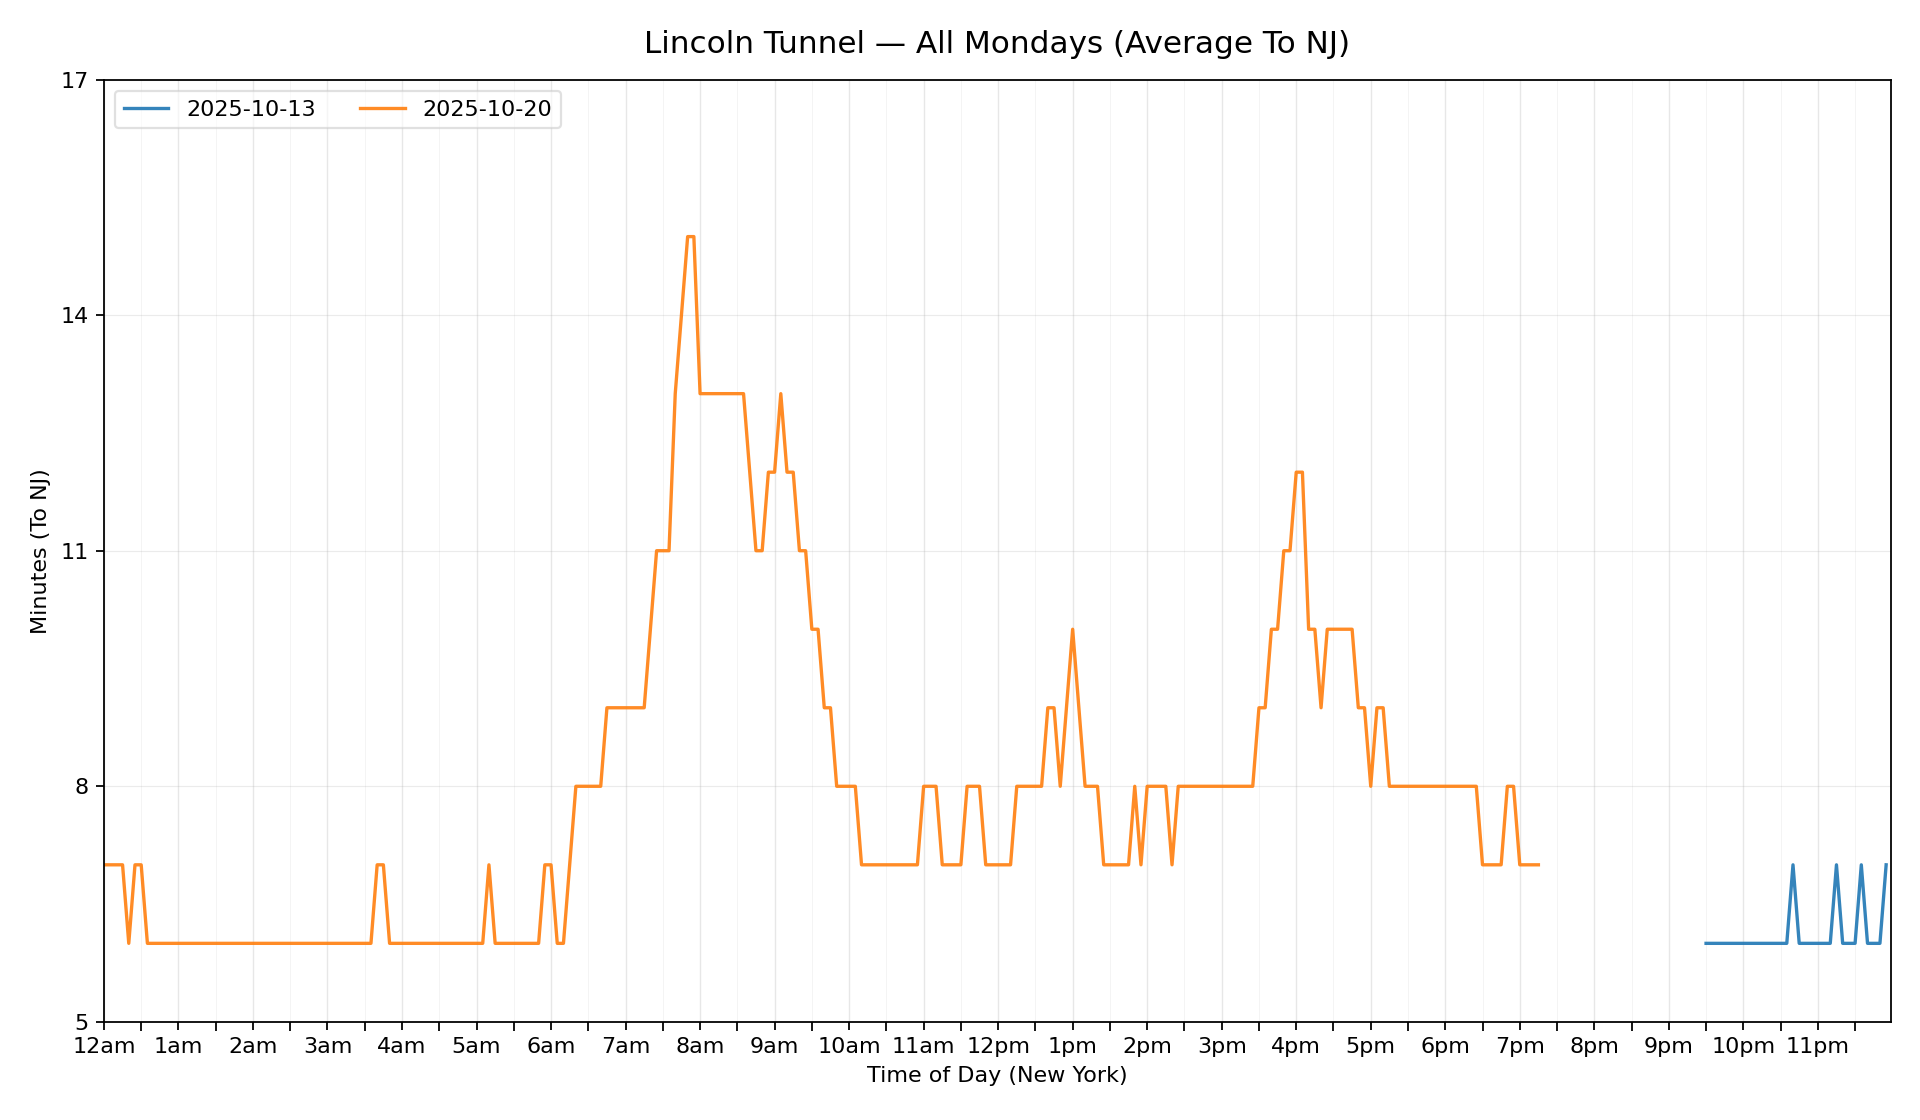 Lincoln Tunnel — All Mondays (Average To NJ)
2025-10-13 2025-10-20
Minutes (To NJ)
17
14
11
8
5
12am 1am 2am 3am 4am 5am 6am 7am 8am 9am 10am 11am 12pm 1pm 2pm 3pm 4pm 5pm 6pm 7pm 8pm 9pm 10pm 11pm
Time of Day (New York)